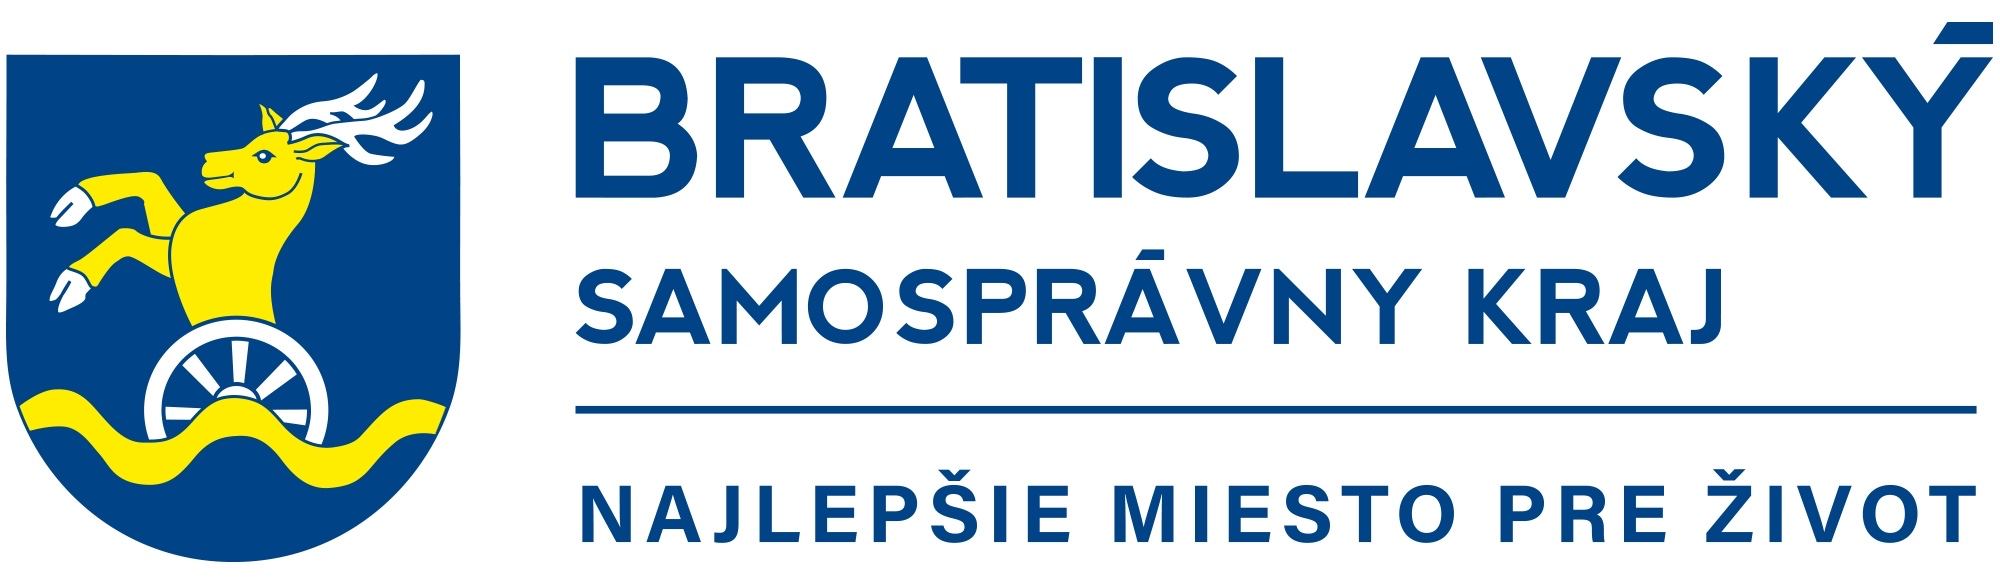 BRATISLAVSKÝ
SAMOSPRÁVNY KRAJ
NAJLEPŠIE MIESTO PRE ŽIVOT